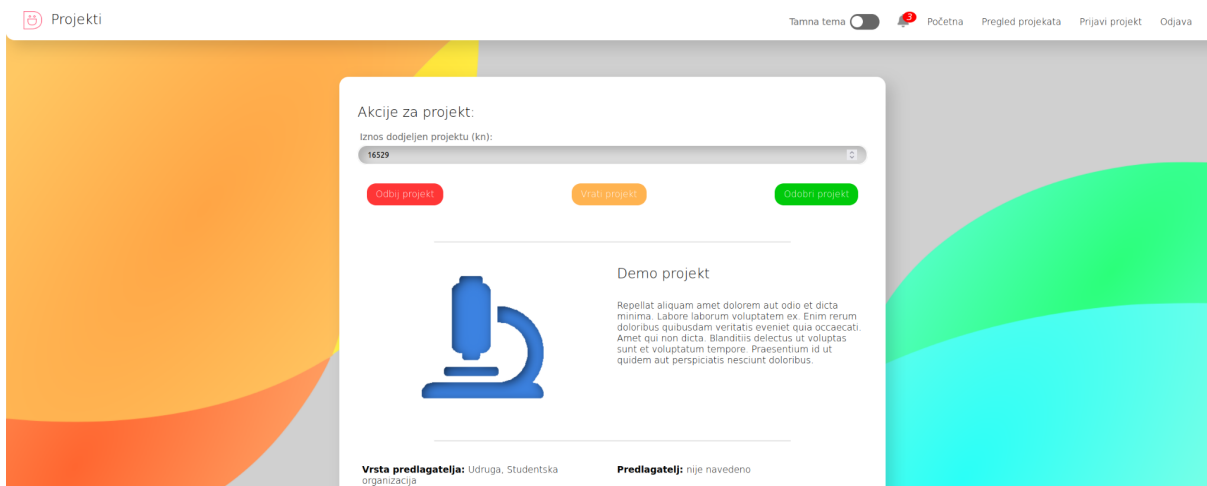 Projekti
Tamna tema
3
Početna
Pregled projekata
Prijavi projekt
Odjava
Akcije za projekt:
Iznos dodjeljen projektu (kn):
16529
Odbij projekt
Vrati projekt
Odobri projekt
Demo projekt
Repellat aliquam amet dolorem aut odio et dicta
minima. Labore laborum voluptatem ex. Enim rerum
doloribus quibusdam veritatis eveniet quia occaecati.
Amet qui non dicta. Blanditiis delectus ut voluptas
sunt et voluptatum tempore. Praesentium id ut
quidem aut perspiciatis nesciunt doloribus.
Vrsta predlagatelja: Udruga, Studentska
organizacija
Predlagatelj: nije navedeno